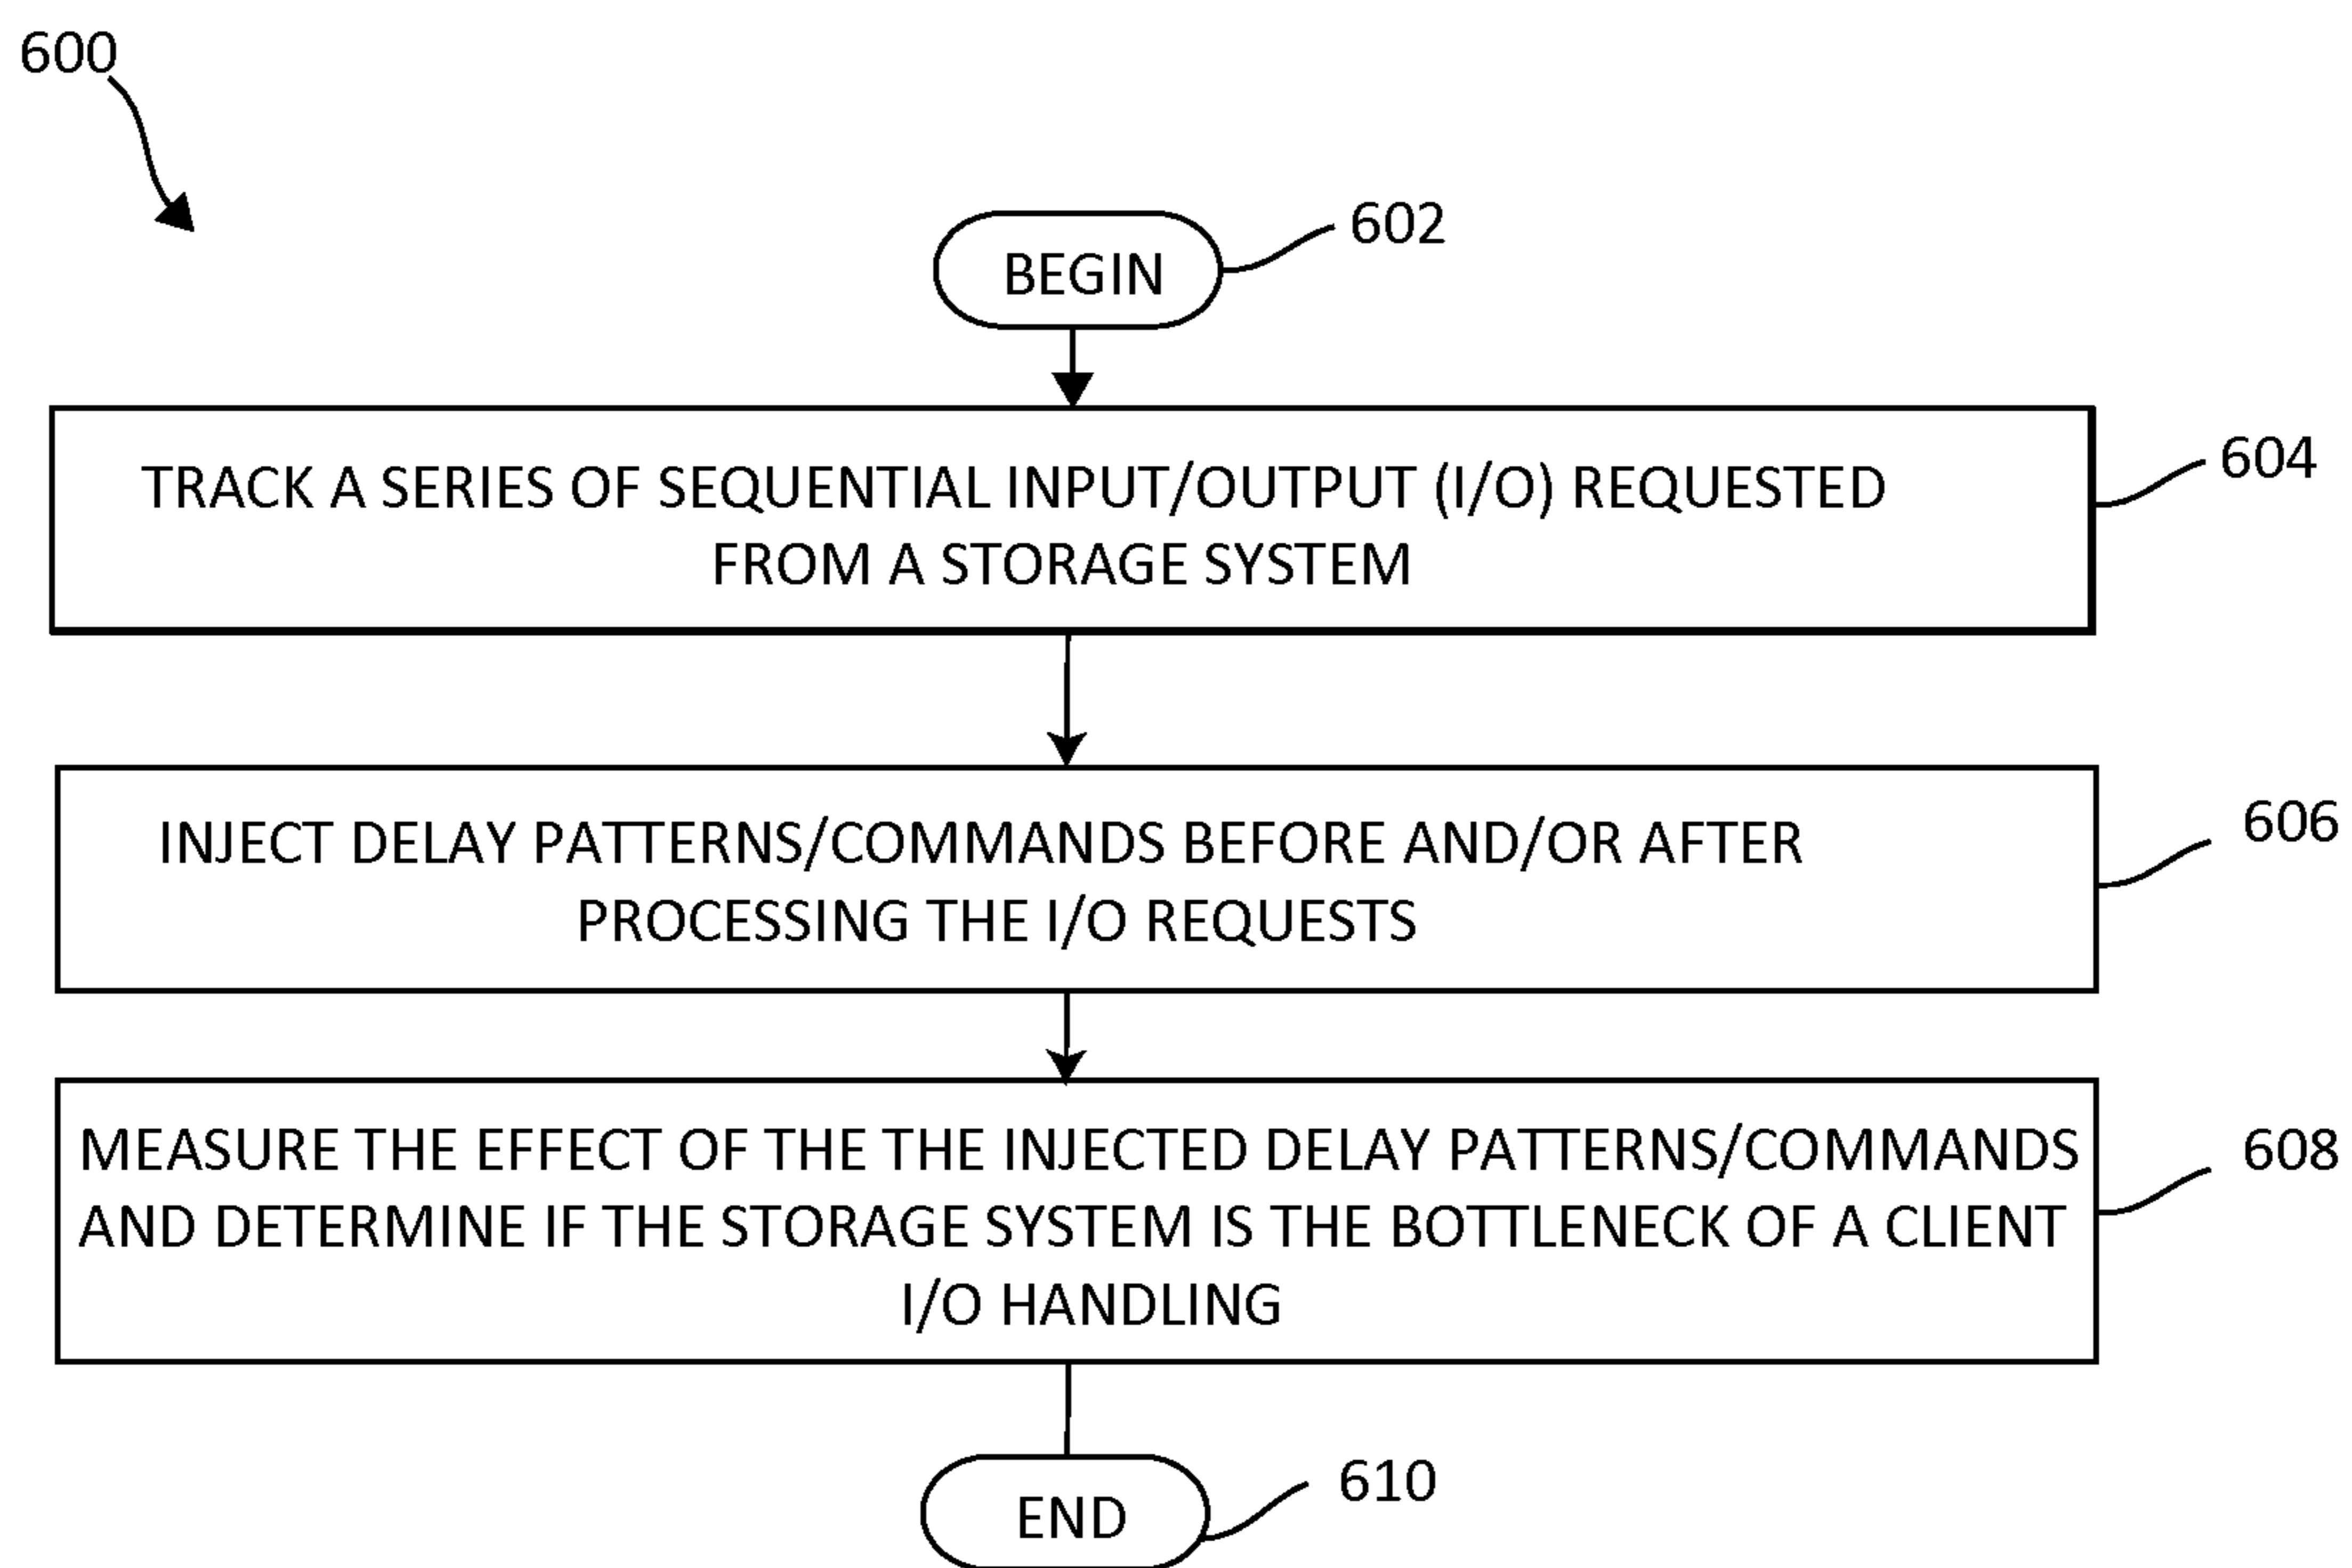 600
BEGIN
602
TRACK A SERIES OF SEQUENTIAL INPUT/OUTPUT (I/O) REQUESTED
FROM A STORAGE SYSTEM
604
INJECT DELAY PATTERNS/COMMANDS BEFORE AND/OR AFTER
PROCESSING THE I/O REQUESTS
606
MEASURE THE EFFECT OF THE THE INJECTED DELAY PATTERNS/COMMANDS
AND DETERMINE IF THE STORAGE SYSTEM IS THE BOTTLENECK OF A CLIENT
I/O HANDLING
608
END
610